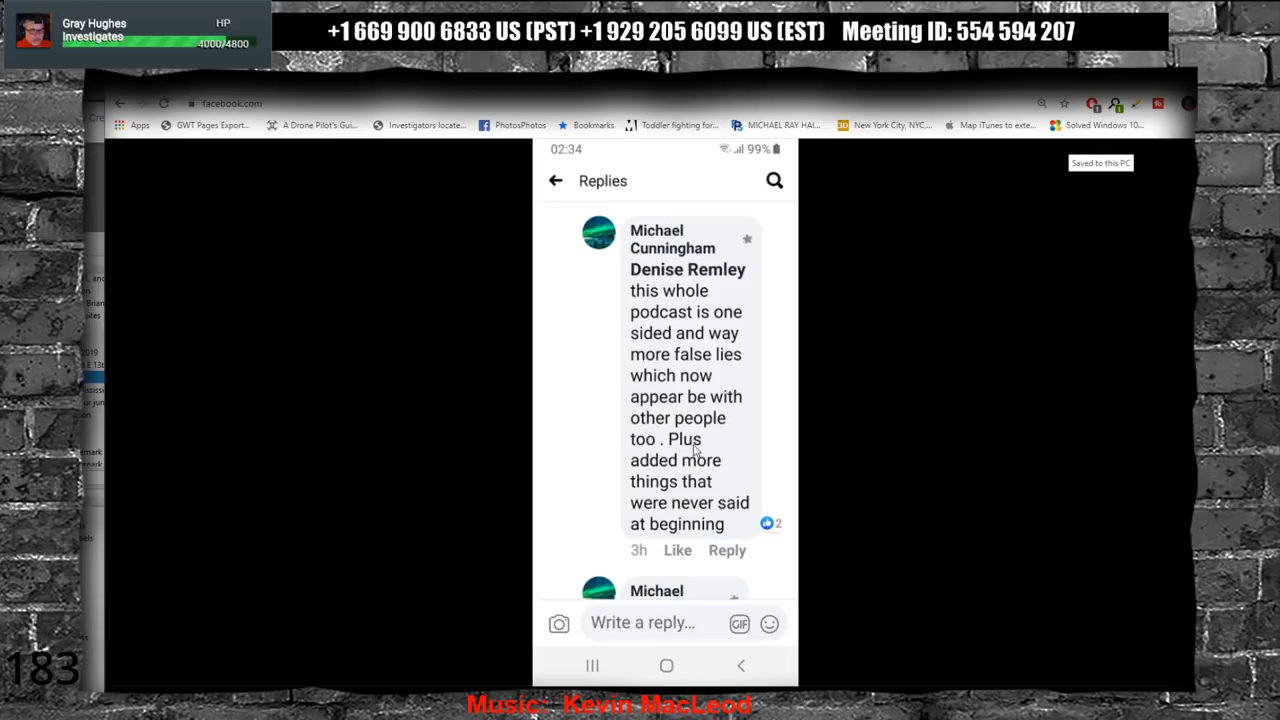 Gray Hughes
Investigates
HP
4000/4800
+1 669 900 6833 US (PST) +1 929 205 6099 US (EST) Meeting ID: 554 594 207
facebook.com
Apps GWT Pages Export... A Drone Pilot's Gui... Investigators locate... PhotosPhotos Bookmarks Toddler fighting for... MICHAEL RAY HAI... New York City, NYC,... Map iTunes to exte... Solved Windows 10...
Saved to this PC
02:34 99%
Replies
Michael
Cunningham
Denise Remley
this whole
podcast is one
sided and way
more false lies
which now
appear be with
other people
too . Plus
added more
things that
were never said
at beginning
2
3h Like Reply
Michael
Write a reply...
GIF
183
Music: Kevin MacLeod